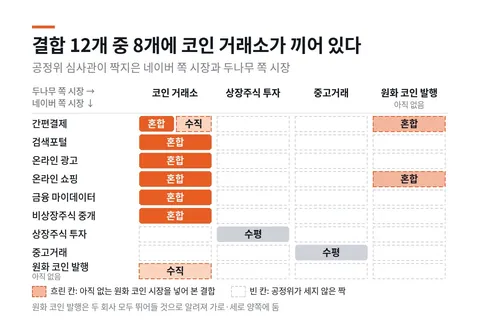 결합 12개 중 8개에 코인 거래소가 끼어 있다
공정위 심사관이 짝지은 네이버 쪽 시장과 두나무 쪽 시장
두나무 쪽 시장 →
네이버 쪽 시장 ↓
코인 거래소 상장주식 투자 중고거래 원화 코인 발행
아직 없음
간편결제 혼합 수직 혼합
검색포털 혼합
온라인 광고 혼합
온라인 쇼핑 혼합 혼합
금융 마이데이터 혼합
비상장주식 중개 혼합
상장주식 투자 수평
중고거래 수평
원화 코인 발행 수직
아직 없음
흐린 칸: 아직 없는 원화 코인 시장을 넣어 본 결합 빈 칸: 공정위가 세지 않은 짝
원화 코인 발행은 두 회사 모두 뛰어들 것으로 알려져 가로·세로 양쪽에 둠